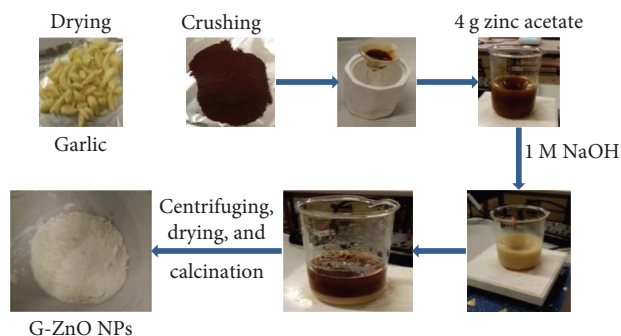 Drying
Crushing
4 g zinc acetate
Garlic
1 M NaOH
Centrifuging,
drying, and
calcination
G-ZnO NPs